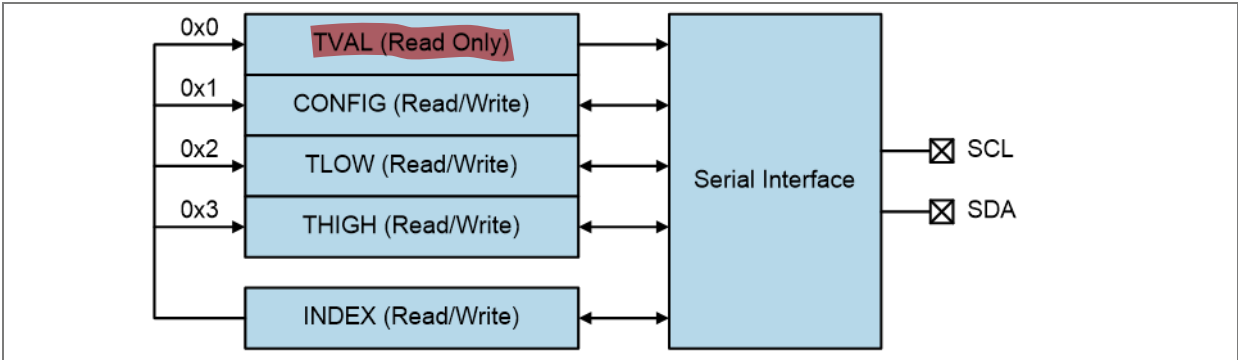 0x0
TVAL (Read Only)
0x1
CONFIG (Read/Write)
0x2
TLOW (Read/Write)
0x3
THIGH (Read/Write)
INDEX (Read/Write)
Serial Interface
SCL
SDA